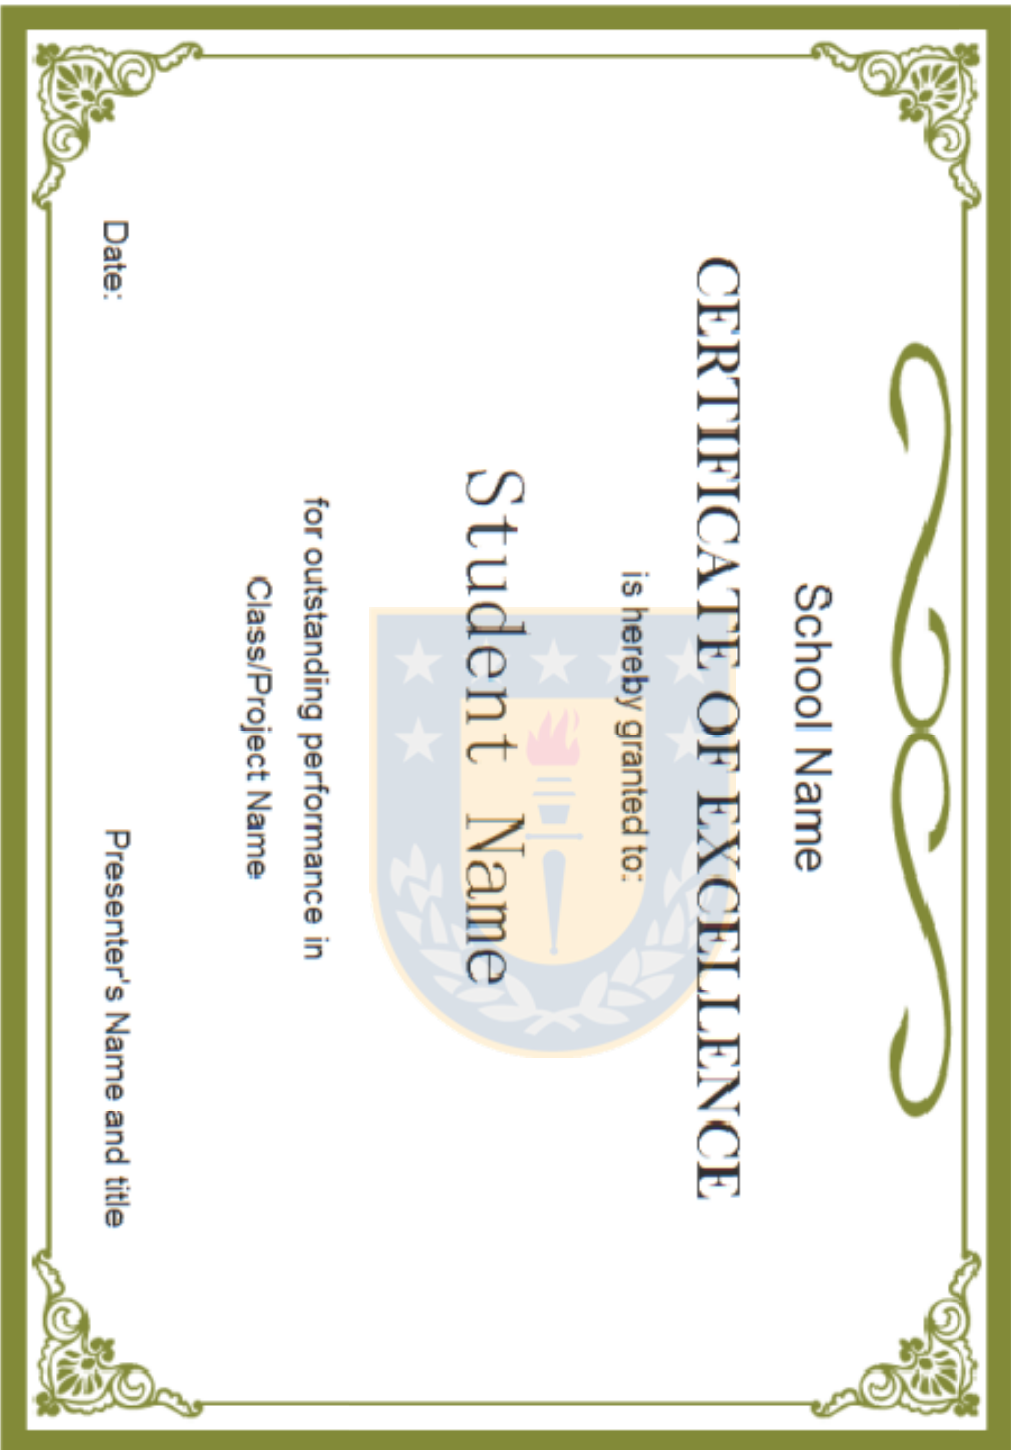 School Name
CERTIFICATE OF EXCELLENCE
is hereby granted to:
Student Name
for outstanding performance in
Class/Project Name
Date:
Presenter's Name and title